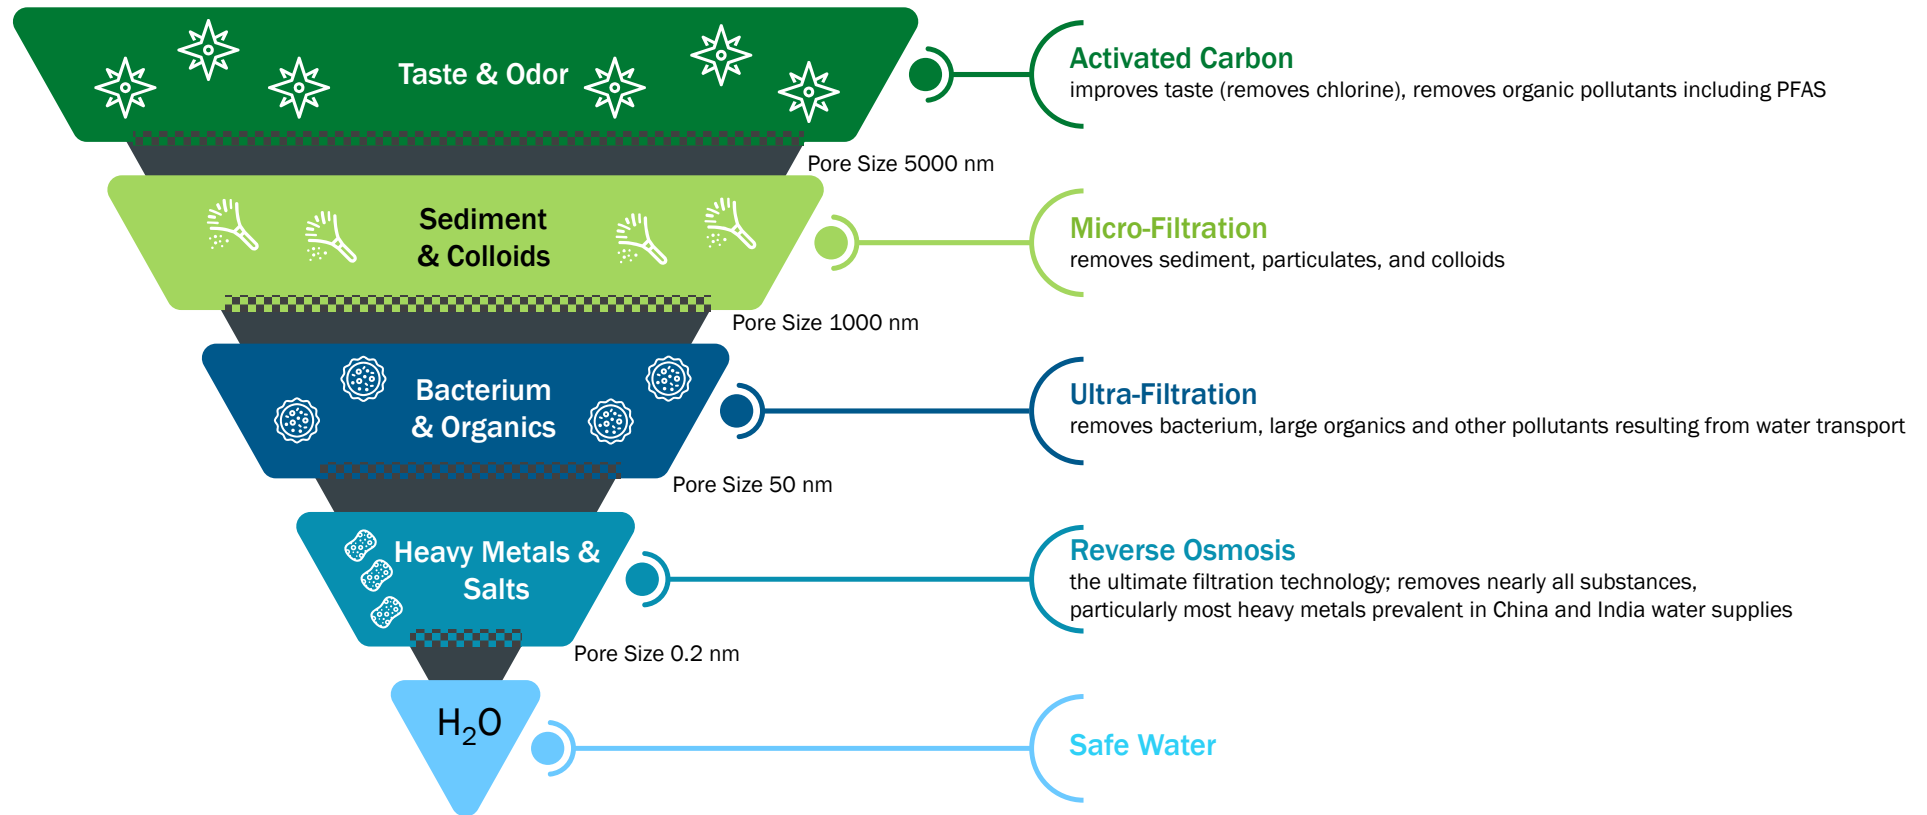 Taste & Odor
Activated Carbon
improves taste (removes chlorine), removes organic pollutants including PFAS
Pore Size 5000 nm
Sediment
& Colloids
Micro-Filtration
removes sediment, particulates, and colloids
Pore Size 1000 nm
Bacterium
& Organics
Ultra-Filtration
removes bacterium, large organics and other pollutants resulting from water transport
Pore Size 50 nm
Heavy Metals &
Salts
Reverse Osmosis
the ultimate filtration technology; removes nearly all substances,
particularly most heavy metals prevalent in China and India water supplies
Pore Size 0.2 nm
H₂O
Safe Water